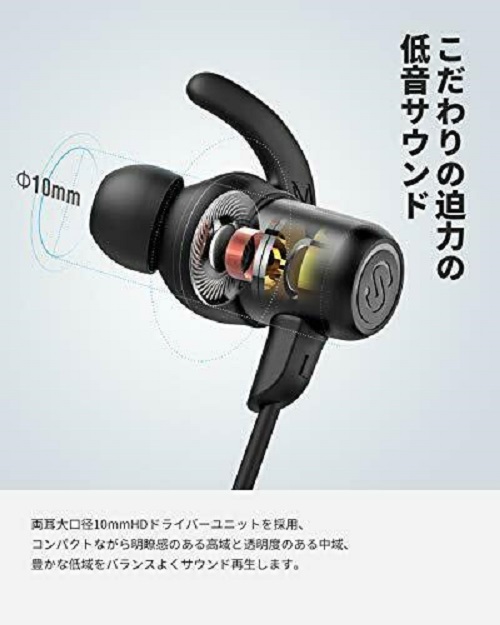 こだわりの迫力の
低音サウンド
Φ10mm
両耳大口径10mmHDドライバーユニットを採用、
コンパクトながら明瞭感のある高域と透明度のある中域、
豊かな低域をバランスよくサウンド再生します。